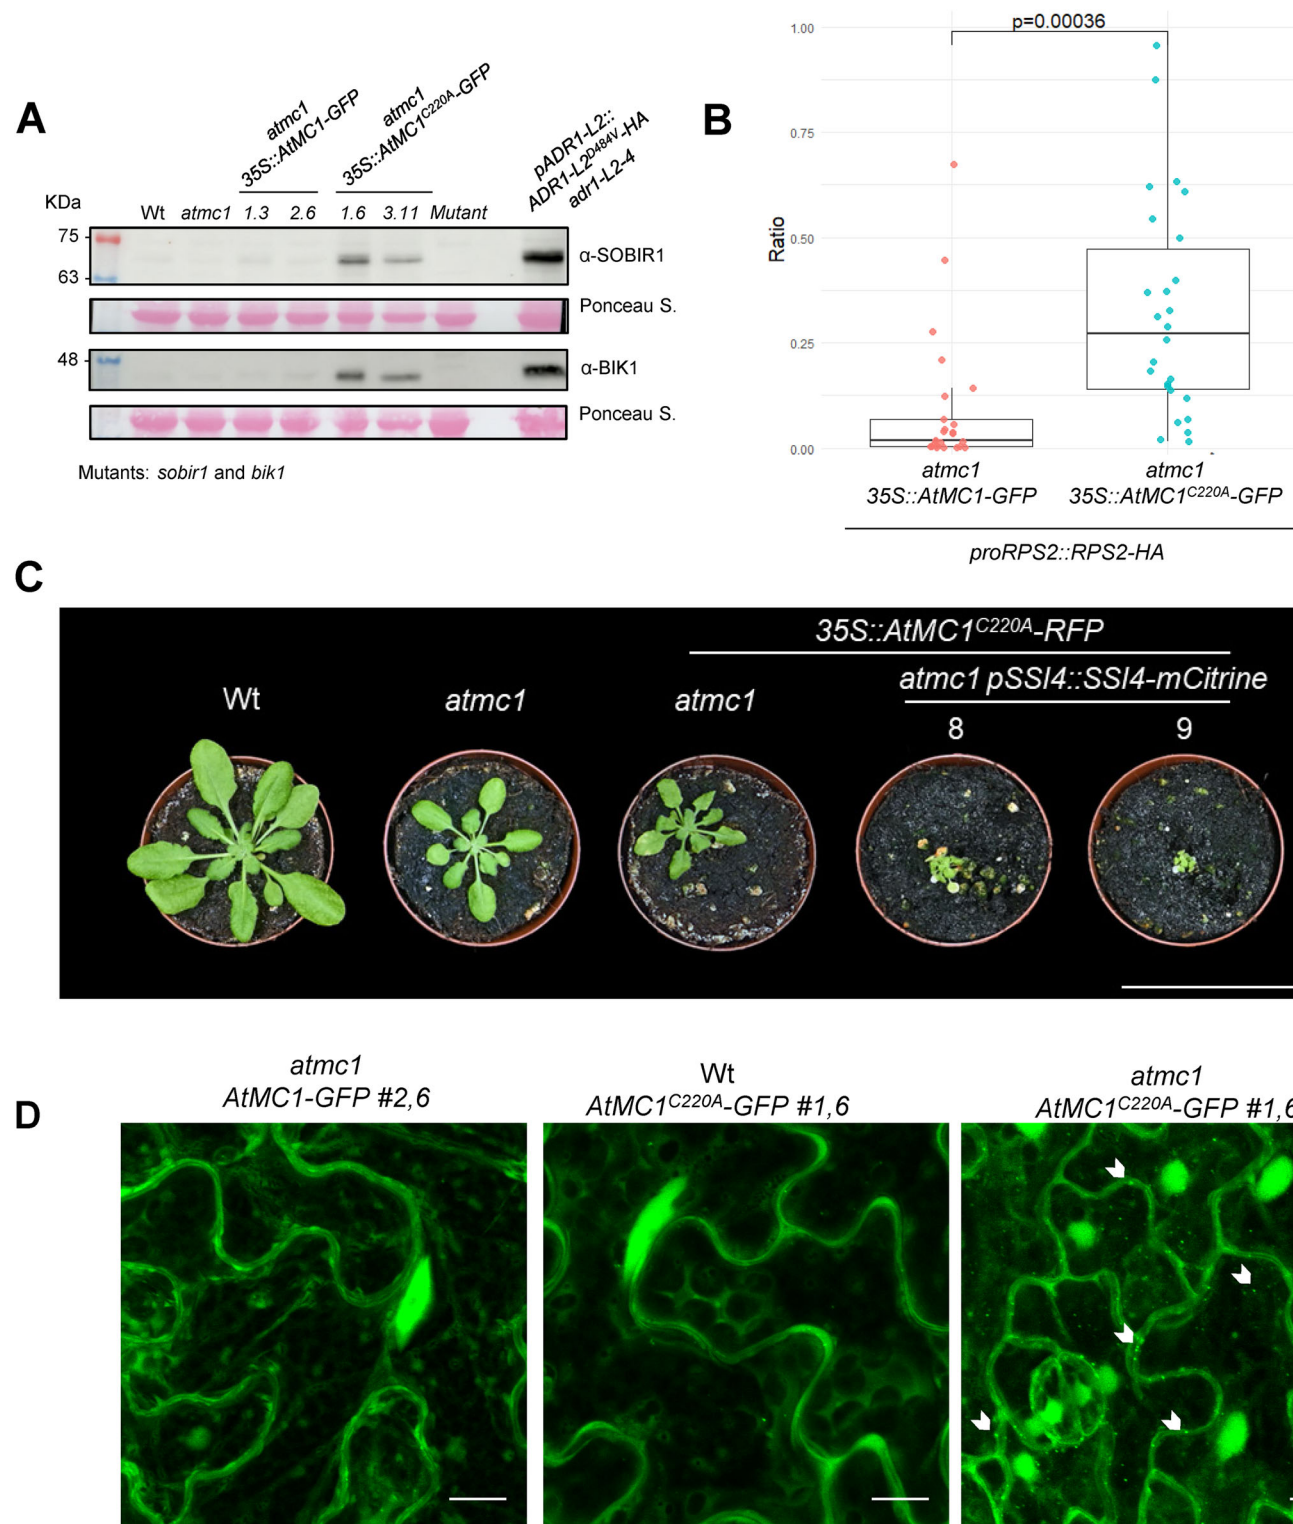 A
atmc1
35S::AtMC1-GFP
atmc1
35S::AtMC1C220A-GFP
pADR1-L2::
ADR1-L2D484V-HA
adr1-L2-4
KDa
Wt atmc1 1.3 2.6 1.6 3.11 Mutant
75
63
α-SOBIR1
Ponceau S.
48
α-BIK1
Ponceau S.
Mutants: sobir1 and bik1
B
p=0.00036
1.00
0.75
0.50
0.25
0.00
Ratio
atmc1
35S::AtMC1-GFP
atmc1
35S::AtMC1C220A-GFP
proRPS2::RPS2-HA
C
35S::AtMC1C220A-RFP
atmc1 pSSI4::SSI4-mCitrine
Wt atmc1 atmc1 8 9
D
atmc1
AtMC1-GFP #2,6
Wt
AtMC1C220A-GFP #1,6
atmc1
AtMC1C220A-GFP #1,6